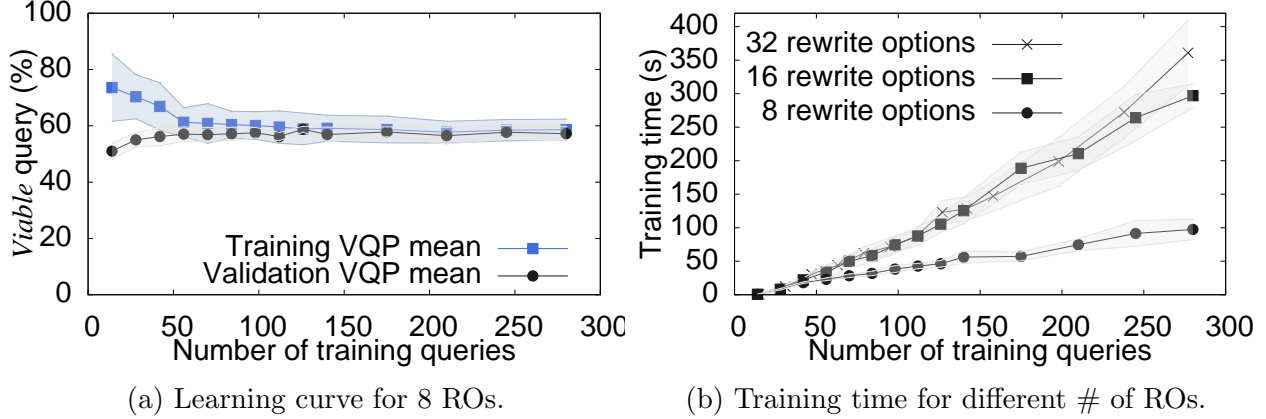 100
80
60
40
20
0
Viable query (%)
Training VQP mean
Validation VQP mean
0 50 100 150 200 250 300
Number of training queries
(a) Learning curve for 8 ROs.
400
350
300
250
200
150
100
50
0
Training time (s)
32 rewrite options
16 rewrite options
8 rewrite options
0 50 100 150 200 250 300
Number of training queries
(b) Training time for different # of ROs.